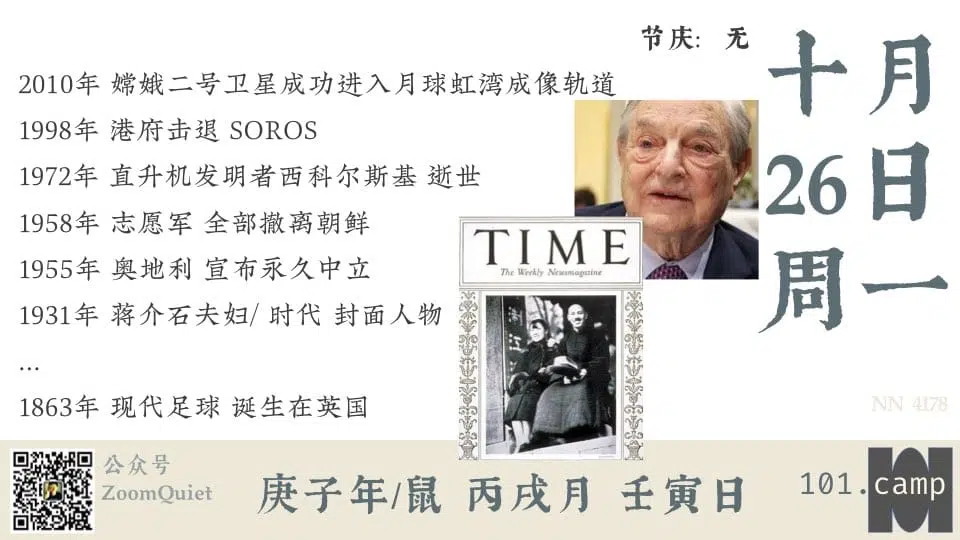 节庆: 无
十月
26日
周一
2010年 嫦娥二号卫星成功进入月球虹湾成像轨道
1998年 港府击退 SOROS
1972年 直升机发明者西科尔斯基 逝世
1958年 志愿军 全部撤离朝鲜
1955年 奥地利 宣布永久中立
1931年 蒋介石夫妇/ 时代 封面人物
...
1863年 现代足球 诞生在英国
TIME
The Weekly Newsmagazine
NN 4178
公众号
ZoomQuiet
庚子年/鼠 丙戌月 壬寅日
101.camp